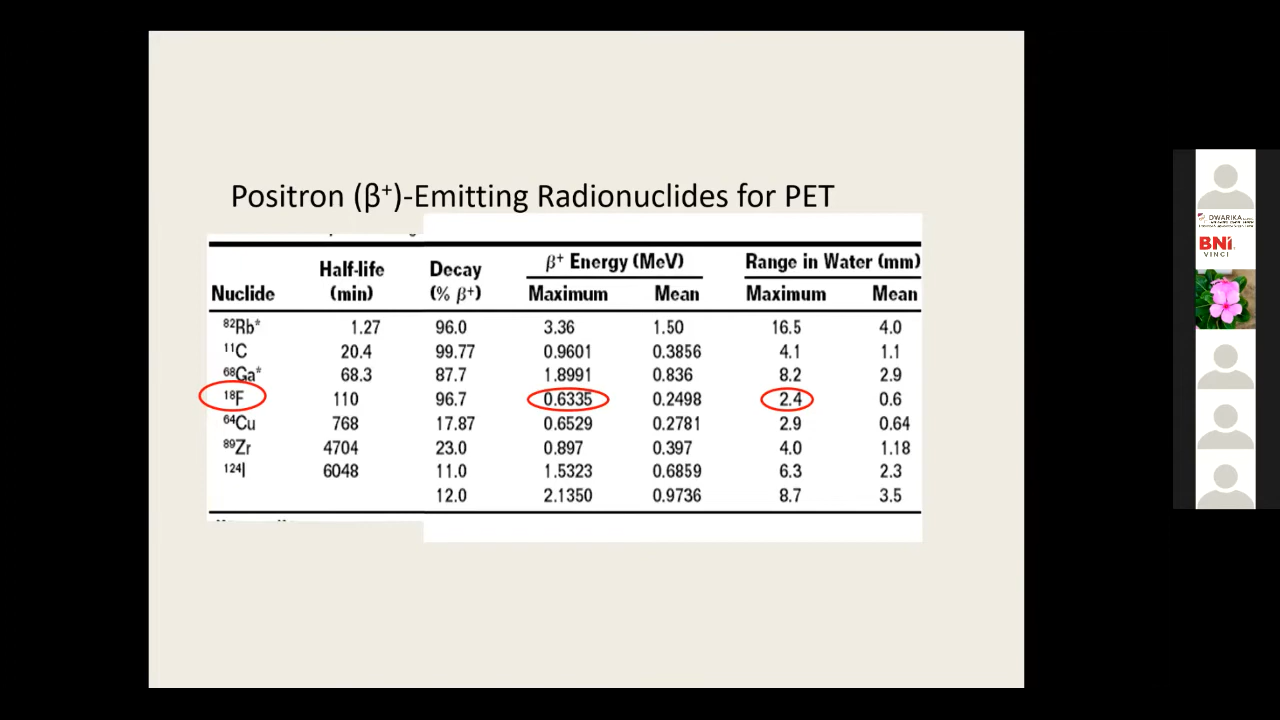 Positron (β⁺)-Emitting Radionuclides for PET
β⁺ Energy (MeV) Range in Water (mm)
Half-life Decay
Nuclide (min) (% β⁺) Maximum Mean Maximum Mean
⁸²Rb* 1.27 96.0 3.36 1.50 16.5 4.0
¹¹C 20.4 99.77 0.9601 0.3856 4.1 1.1
⁶⁸Ga* 68.3 87.7 1.8991 0.836 8.2 2.9
¹⁸F 110 96.7 0.6335 0.2498 2.4 0.6
⁶⁴Cu 768 17.87 0.6529 0.2781 2.9 0.64
⁸⁹Zr 4704 23.0 0.897 0.397 4.0 1.18
¹²⁴I 6048 11.0 1.5323 0.6859 6.3 2.3
12.0 2.1350 0.9736 8.7 3.5
DWARIKA
BNI
VINCI